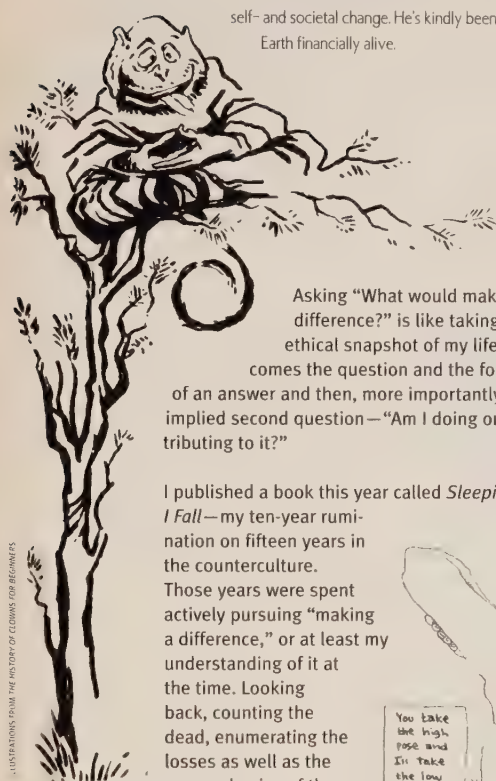 self- and societal change. He's kindly been
Earth financially alive.
Asking “What would mak
difference?” is like taking
ethical snapshot of my life
comes the question and the fo
of an answer and then, more importantly
implied second question—“Am I doing or
tributing to it?”
I published a book this year called Sleepi
I Fall—my ten-year rumi-
nation on fifteen years in
the counterculture.
Those years were spent
actively pursuing “making
a difference,” or at least my
understanding of it at
the time. Looking
back, counting the
dead, enumerating the
losses as well as the
You take
the high
pose and
I'll take
the low
ILLUSTRATIONS FROM THE HISTORY OF CLOWNS FOR BEGINNERS